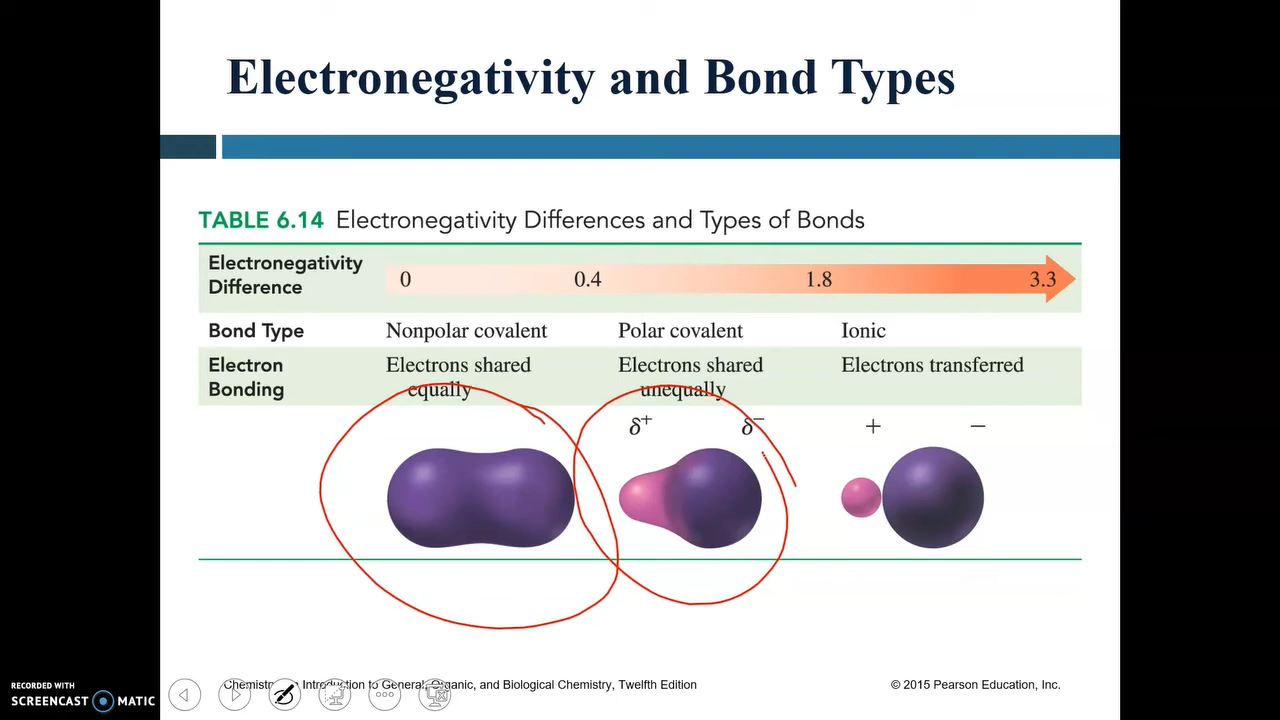 Electronegativity and Bond Types
TABLE 6.14 Electronegativity Differences and Types of Bonds
Electronegativity
Difference
0 0.4 1.8 3.3
Bond Type Nonpolar covalent Polar covalent Ionic
Electron Electrons shared Electrons shared Electrons transferred
Bonding equally unequally
δ+ δ− + −
RECORDED WITH
SCREENCAST MATIC
Introduction to General, Organic, and Biological Chemistry, Twelfth Edition © 2015 Pearson Education, Inc.